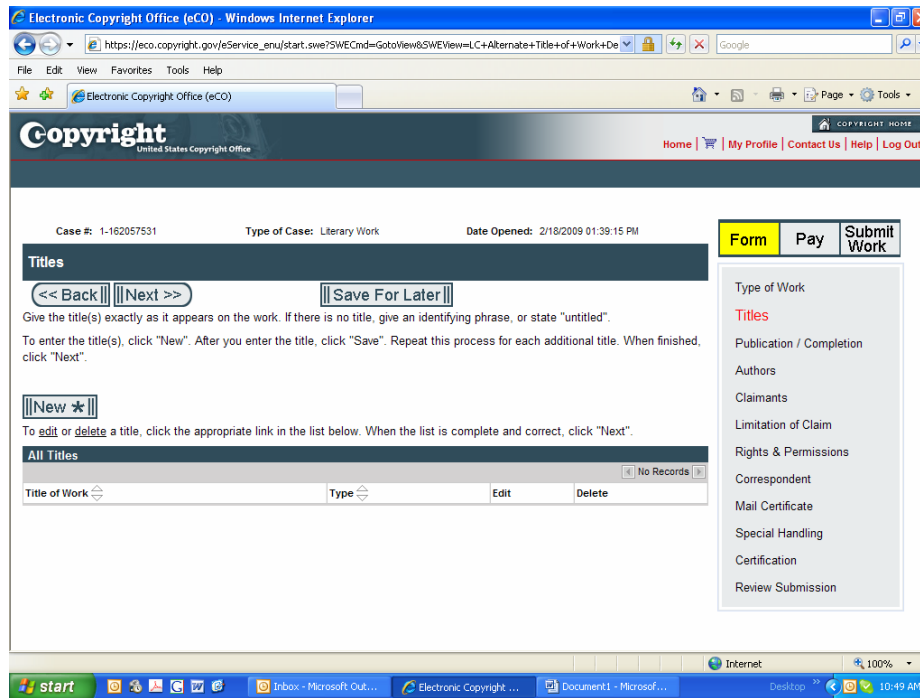 Electronic Copyright Office (eCO) - Windows Internet Explorer
https://eco.copyright.gov/eService_enu/start.swe?SWECmd=GotoView&SWEView=LC+Alternate+Title+of+Work+De
Google
File Edit View Favorites Tools Help
Electronic Copyright Office (eCO)
Page Tools
Copyright
United States Copyright Office
COPYRIGHT HOME
Home | My Profile | Contact Us | Help | Log Out
Case #: 1-162057531 Type of Case: Literary Work Date Opened: 2/18/2009 01:39:15 PM
Form Pay Submit Work
Titles
<< Back Next >> Save For Later
Give the title(s) exactly as it appears on the work. If there is no title, give an identifying phrase, or state "untitled".
To enter the title(s), click "New". After you enter the title, click "Save". Repeat this process for each additional title. When finished,
click "Next".
New *
To edit or delete a title, click the appropriate link in the list below. When the list is complete and correct, click "Next".
All Titles
No Records
Title of Work Type Edit Delete
Type of Work
Titles
Publication / Completion
Authors
Claimants
Limitation of Claim
Rights & Permissions
Correspondent
Mail Certificate
Special Handling
Certification
Review Submission
Internet 100%
start Inbox - Microsoft Out... Electronic Copyright ... Document1 - Microsof... Desktop » 10:49 AM